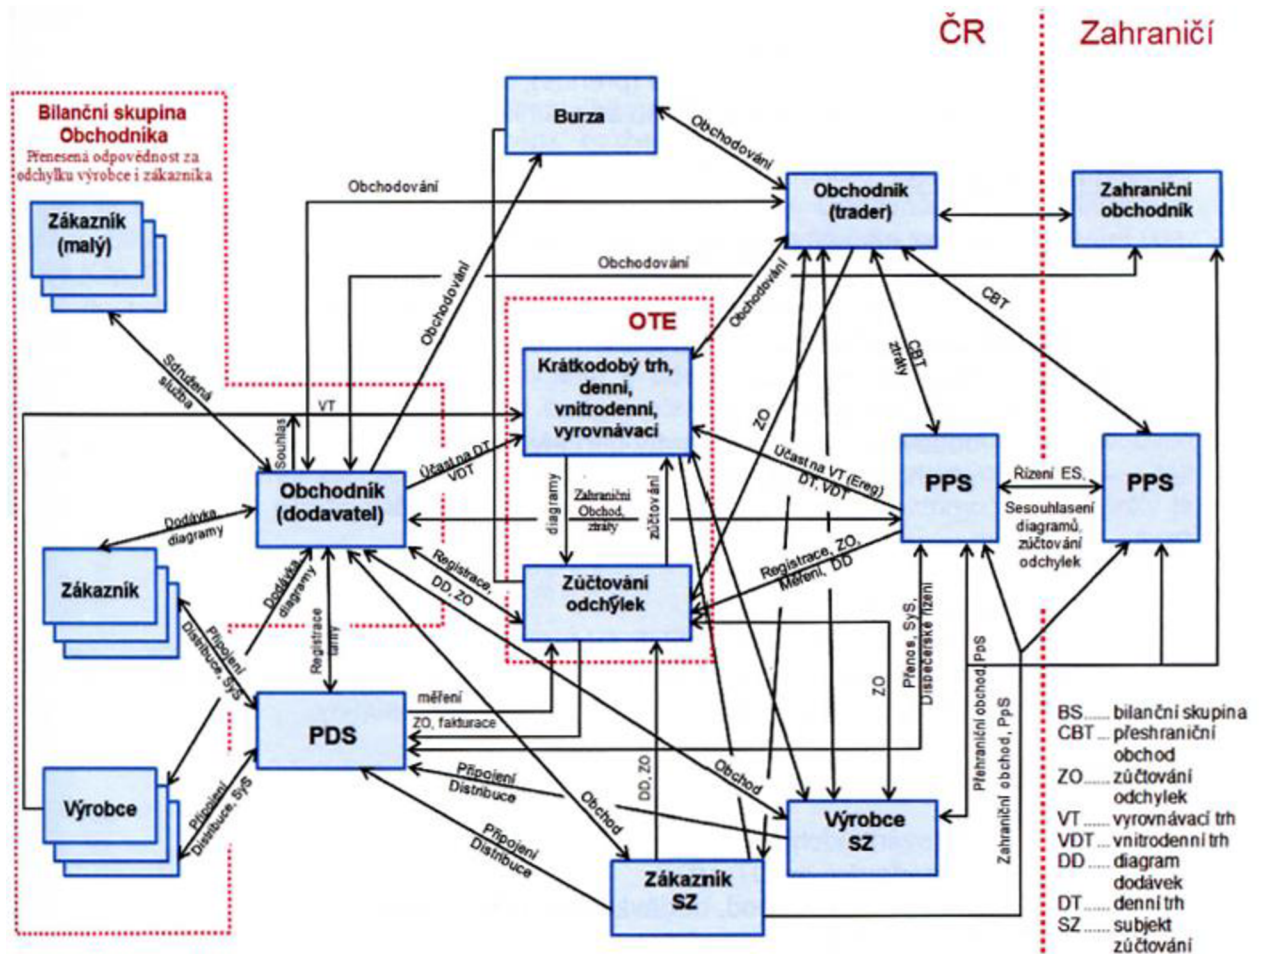 ČR
Zahraničí
Bilanční skupina
Obchodníka
Přenesená odpovědnost za
odchylku výrobce i zákazníka
Burza
Obchodování
Obchodník
(trader)
Zahraniční
obchodník
Zákazník
(malý)
Obchodování
Obchodování
Obchodování
Obchodování
CBT
OTE
Krátkodobý trh,
denní,
vnitrodenní,
vyrovnávací
CBT
ztráty
Sdružená
služba
VT
Souhlas
ZO
Účast na DT,
VDT
Účast na VT (Ereg)
DT, VDT
Obchodník
(dodavatel)
PPS
PPS
Řízení ES,
Sesouhlasení
diagramů,
zúčtování
odchylek
diagramy
Zahraniční
Obchod,
ztráty
zúčtování
Dodávka
diagramy
Zákazník
Dodávka
diagramy
Registrace,
DD, ZO
Zúčtování
odchýlek
Registrace, ZO,
Měření, DD
Připojení
Distribuce, SyS
Registrace
ZO
Přenos, SyS,
Disbečerské řízení
Přehraniční obchod, PpS
Zahraniční obchod, PpS
PDS
měření
ZO, fakturace
Připojení
Distribuce
DD, ZO
Obchod
Obchod
Výrobce
Připojení
Distribuce, SyS
Připojení
Distribuce
Výrobce
SZ
Zákazník
SZ
BS ..... bilanční skupina
CBT ... přeshraniční
obchod
ZO ..... zúčtování
odchylek
VT ..... vyrovnávací trh
VDT .... vnitrodenní trh
DD ..... diagram
dodávek
DT ..... denní trh
SZ ..... subjekt
zúčtování